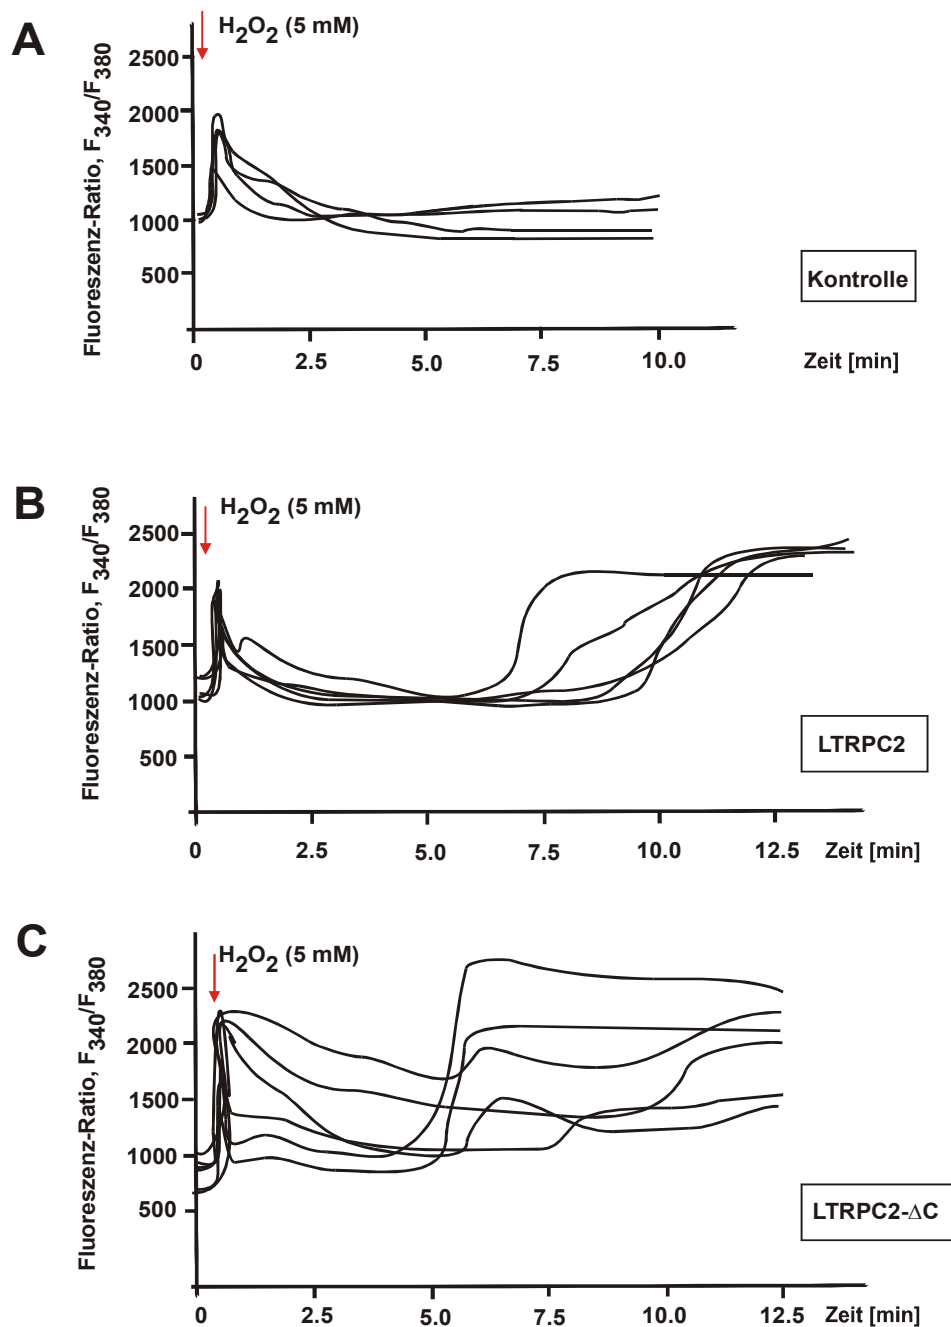 A
H2O2 (5 mM)
Fluoreszenz-Ratio, F340/F380
2500
2000
1500
1000
500
Kontrolle
0 2.5 5.0 7.5 10.0 Zeit [min]
B
H2O2 (5 mM)
Fluoreszenz-Ratio, F340/F380
2500
2000
1500
1000
500
LTRPC2
0 2.5 5.0 7.5 10.0 12.5 Zeit [min]
C
H2O2 (5 mM)
Fluoreszenz-Ratio, F340/F380
2500
2000
1500
1000
500
LTRPC2-ΔC
0 2.5 5.0 7.5 10.0 12.5 Zeit [min]